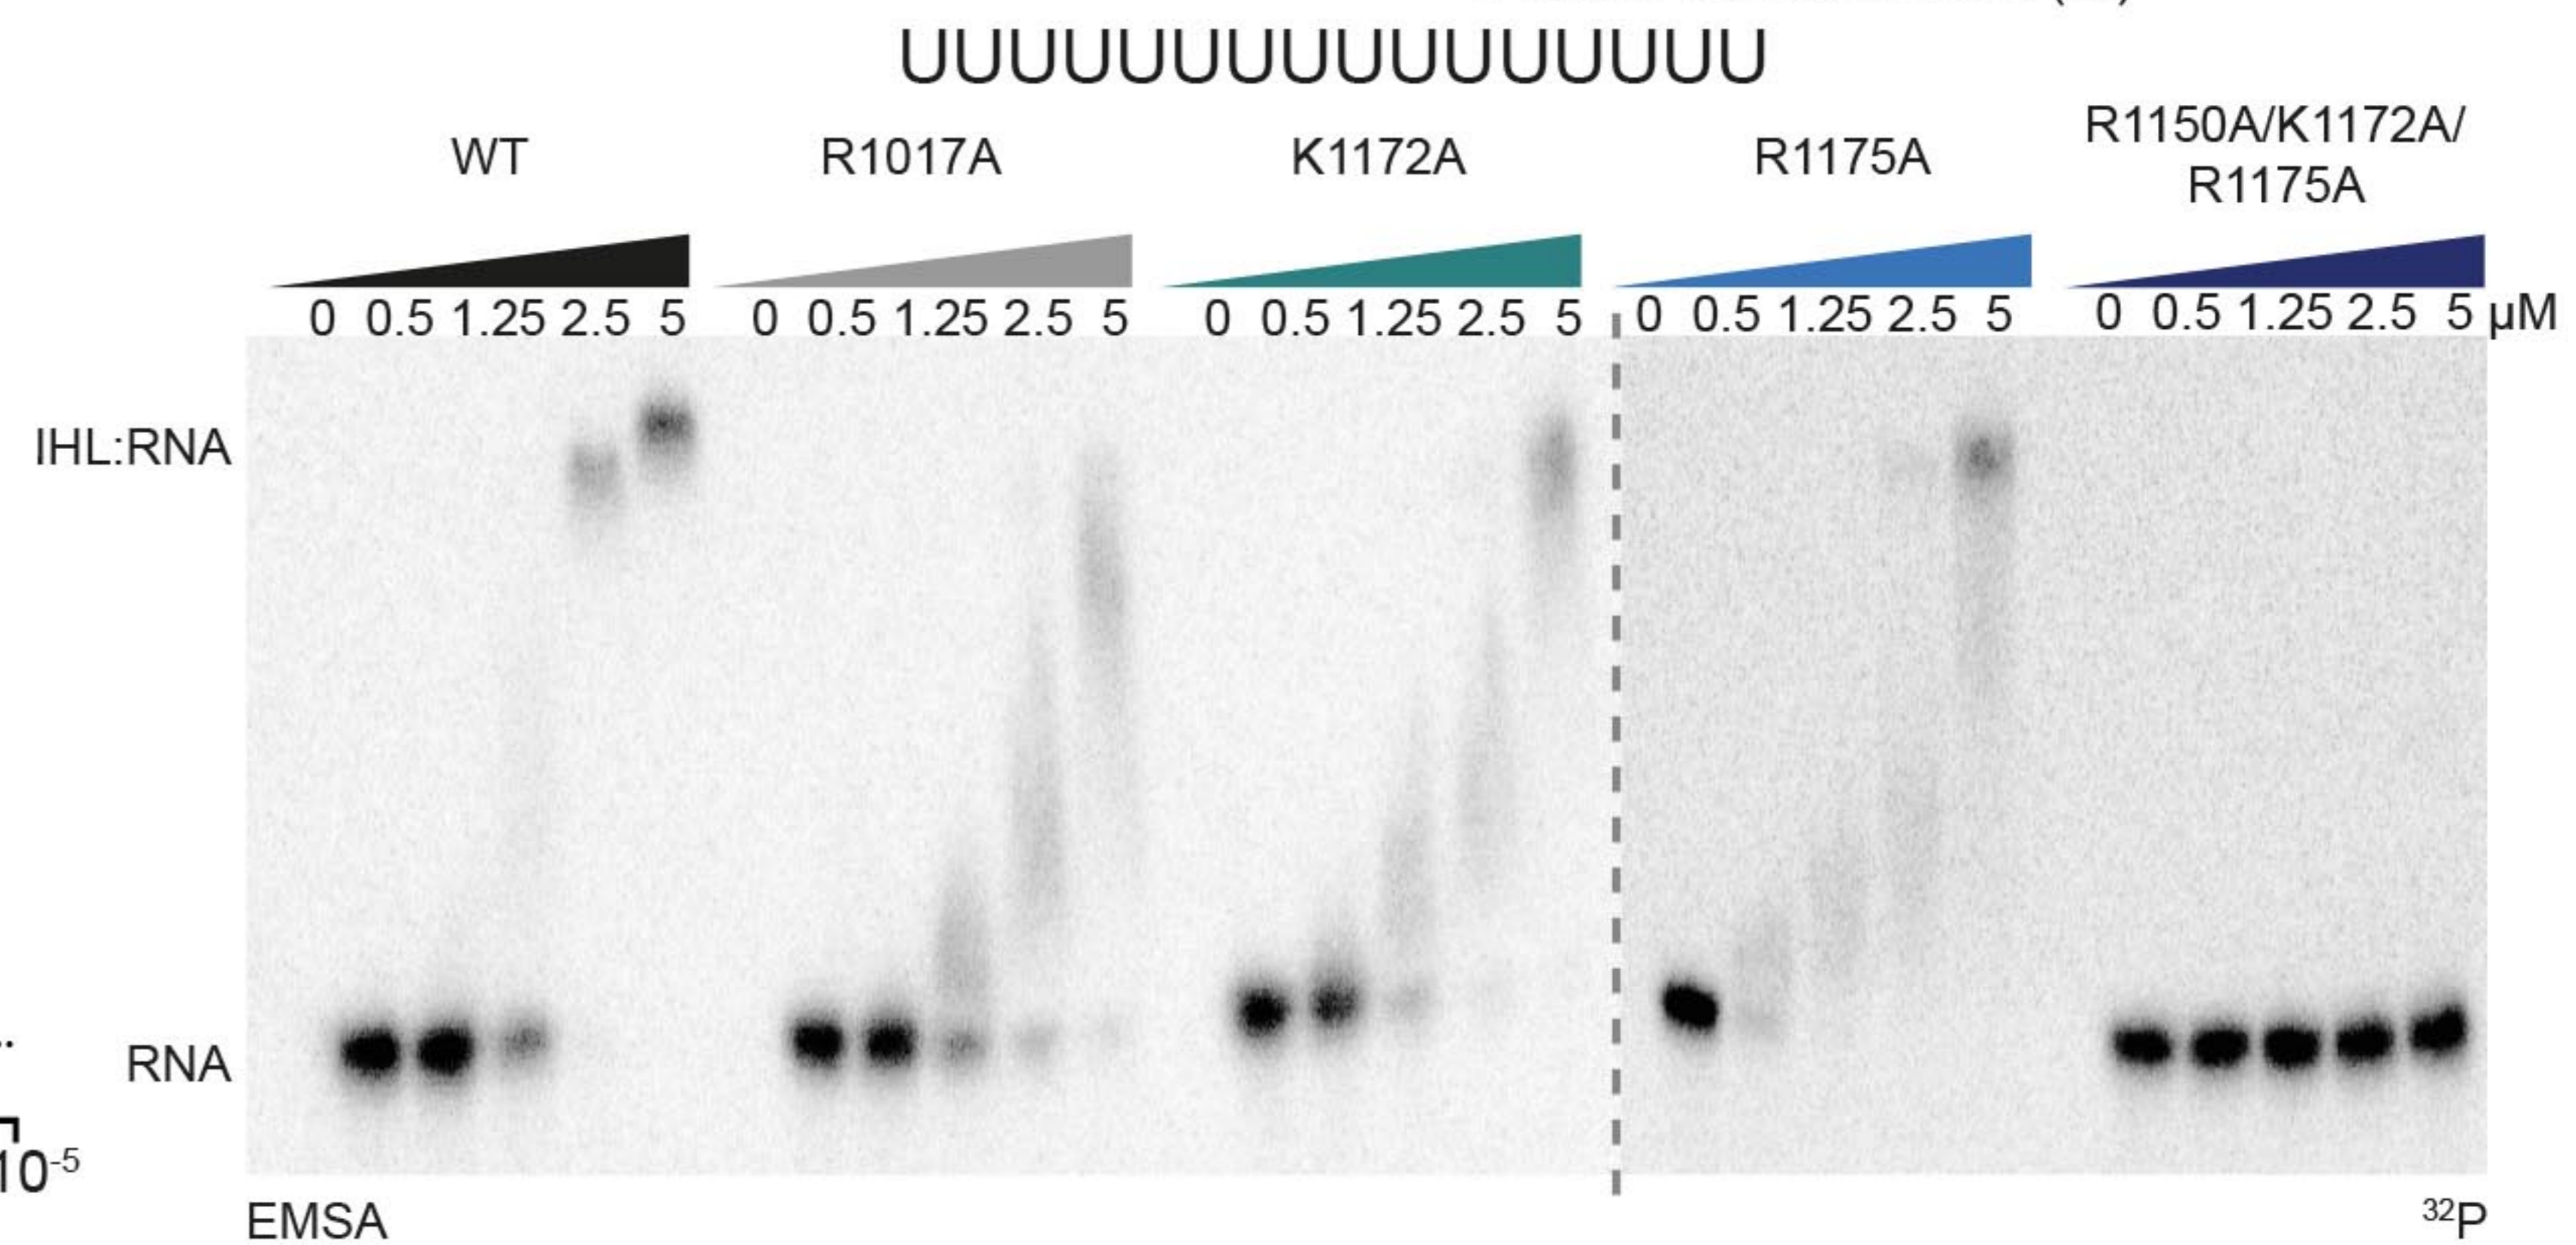 UUUUUUUUUUUUUUUU
WT R1017A K1172A R1175A R1150A/K1172A/
R1175A
0 0.5 1.25 2.5 5 0 0.5 1.25 2.5 5 0 0.5 1.25 2.5 5 0 0.5 1.25 2.5 5 0 0.5 1.25 2.5 5 µM
IHL:RNA
RNA
10⁻⁵
EMSA ³²P